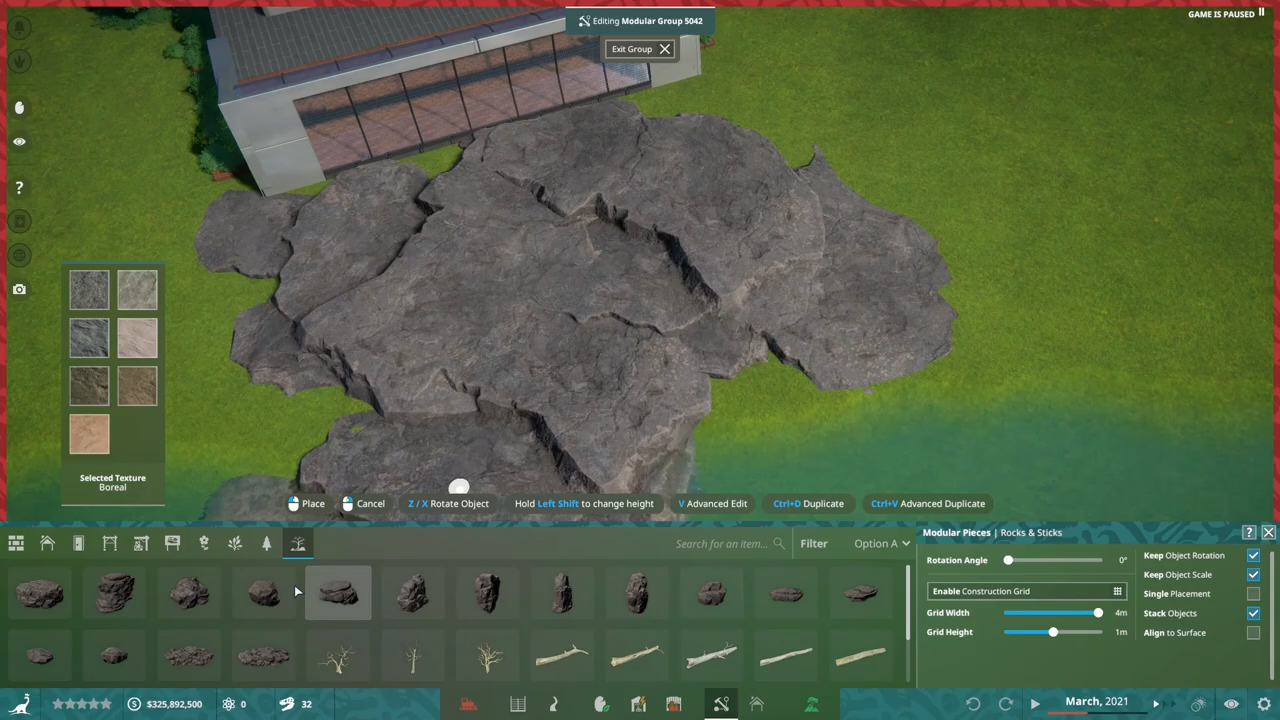 Editing Modular Group 5042
GAME IS PAUSED
Exit Group
?
Selected Texture
Boreal
Place
Cancel
Z / X Rotate Object
Hold Left Shift to change height
V Advanced Edit
Ctrl+D Duplicate
Ctrl+V Advanced Duplicate
Search for an item...
Filter
Option A
Modular Pieces | Rocks & Sticks
?
Rotation Angle
0°
Keep Object Rotation
Keep Object Scale
Enable Construction Grid
Single Placement
Grid Width
4m
Stack Objects
Grid Height
1m
Align to Surface
$325,892,500
0
32
March, 2021